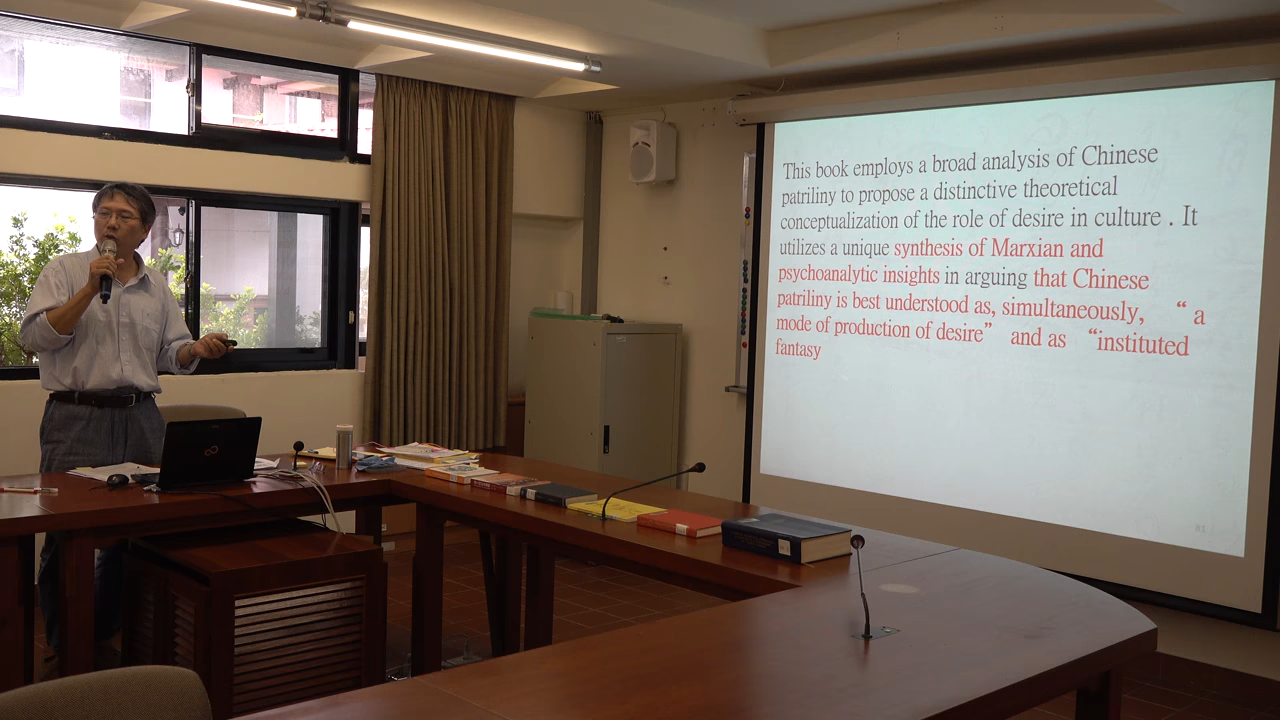 This book employs a broad analysis of Chinese
patriliny to propose a distinctive theoretical
conceptualization of the role of desire in culture . It
utilizes a unique synthesis of Marxian and
psychoanalytic insights in arguing that Chinese
patriliny is best understood as, simultaneously, “ a
mode of production of desire” and as “instituted
fantasy
81